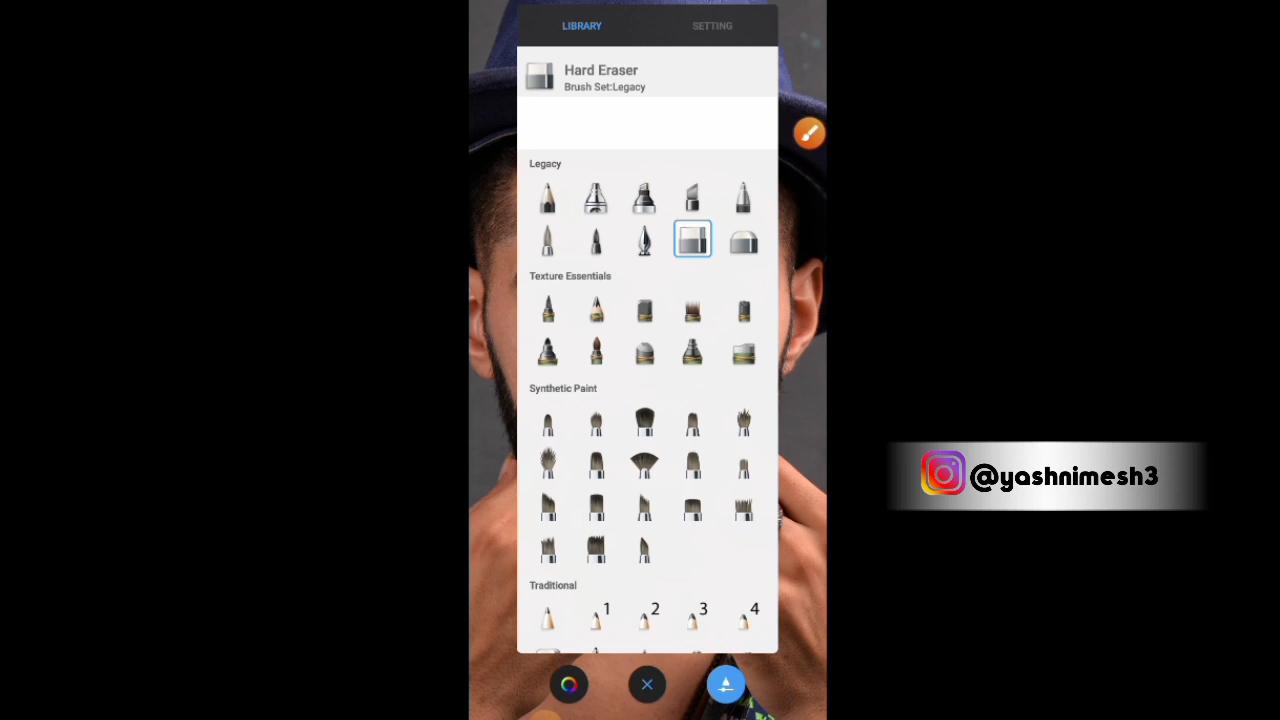 LIBRARY SETTING
Hard Eraser
Brush Set:Legacy
Legacy
Texture Essentials
Synthetic Paint
Traditional
1 2 3 4
@yashnimesh3